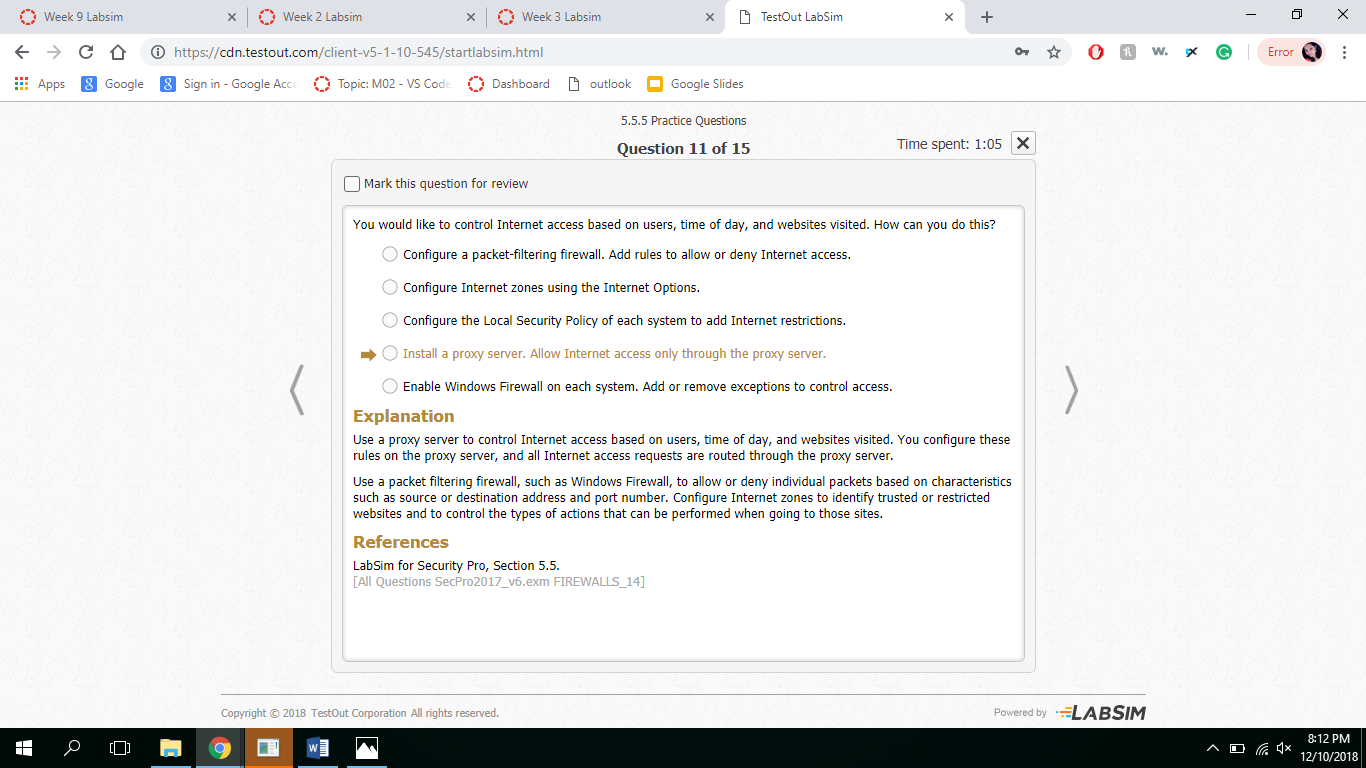 Week 9 Labsim
Week 2 Labsim
Week 3 Labsim
TestOut LabSim
https://cdn.testout.com/client-v5-1-10-545/startlabsim.html
Error
Apps
Google
Sign in - Google Acc
Topic: M02 - VS Code
Dashboard
outlook
Google Slides
5.5.5 Practice Questions
Question 11 of 15
Time spent: 1:05
Mark this question for review
You would like to control Internet access based on users, time of day, and websites visited. How can you do this?
Configure a packet-filtering firewall. Add rules to allow or deny Internet access.
Configure Internet zones using the Internet Options.
Configure the Local Security Policy of each system to add Internet restrictions.
Install a proxy server. Allow Internet access only through the proxy server.
Enable Windows Firewall on each system. Add or remove exceptions to control access.
Explanation
Use a proxy server to control Internet access based on users, time of day, and websites visited. You configure these
rules on the proxy server, and all Internet access requests are routed through the proxy server.
Use a packet filtering firewall, such as Windows Firewall, to allow or deny individual packets based on characteristics
such as source or destination address and port number. Configure Internet zones to identify trusted or restricted
websites and to control the types of actions that can be performed when going to those sites.
References
LabSim for Security Pro, Section 5.5.
[All Questions SecPro2017_v6.exm FIREWALLS_14]
Copyright © 2018 TestOut Corporation All rights reserved.
Powered by LABSIM
8:12 PM
12/10/2018